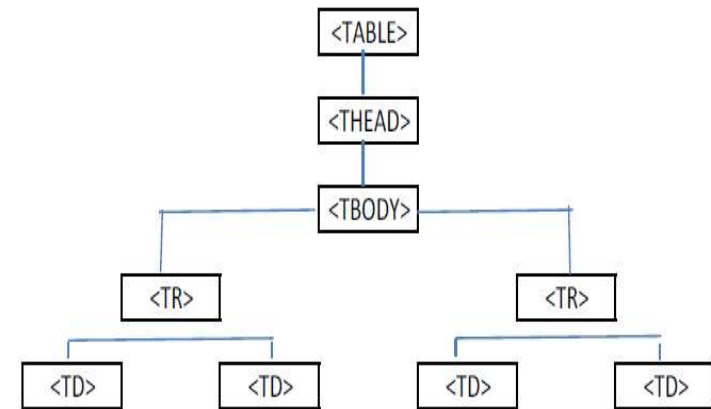 <TABLE>
<THEAD>
<TBODY>
<TR> <TR>
<TD> <TD> <TD> <TD>